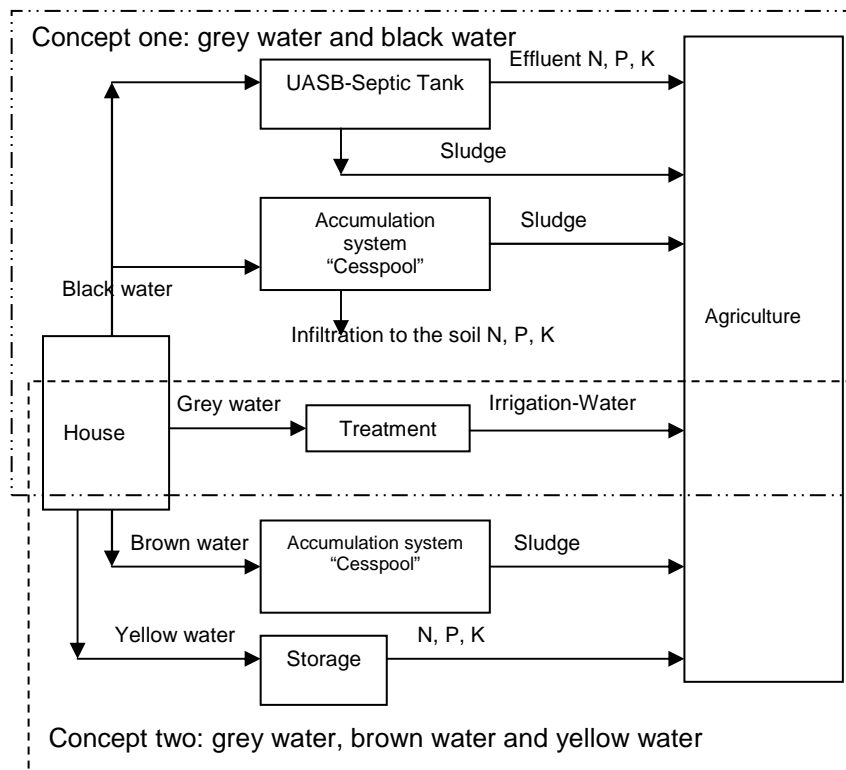 Concept one: grey water and black water
UASB-Septic Tank
Effluent N, P, K
Sludge
Accumulation
system
“Cesspool”
Sludge
Black water
Infiltration to the soil N, P, K
Agriculture
Grey water
Irrigation-Water
House
Treatment
Brown water
Accumulation system
“Cesspool”
Sludge
Yellow water
Storage
N, P, K
Concept two: grey water, brown water and yellow water